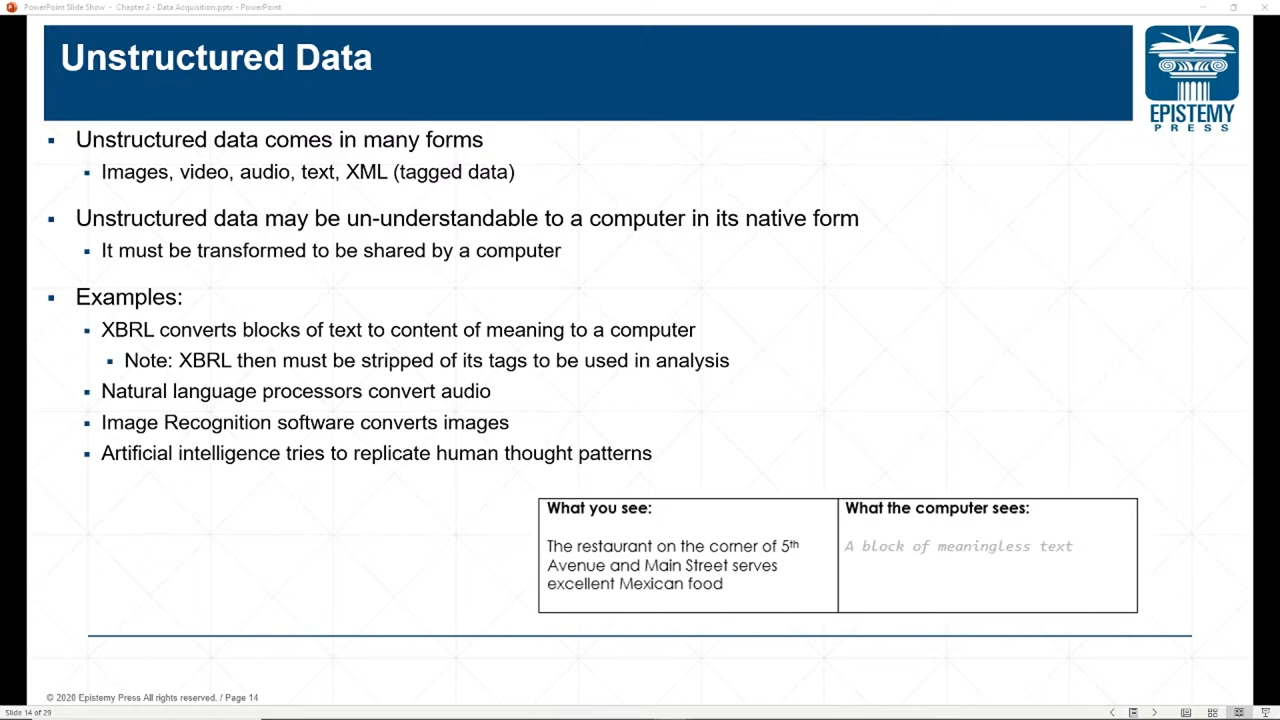 PowerPoint Slide Show - Chapter 2 - Data Acquisition.pptx - PowerPoint
Unstructured Data
EPISTEMY
PRESS
▪ Unstructured data comes in many forms
▪ Images, video, audio, text, XML (tagged data)
▪ Unstructured data may be un-understandable to a computer in its native form
▪ It must be transformed to be shared by a computer
▪ Examples:
▪ XBRL converts blocks of text to content of meaning to a computer
▪ Note: XBRL then must be stripped of its tags to be used in analysis
▪ Natural language processors convert audio
▪ Image Recognition software converts images
▪ Artificial intelligence tries to replicate human thought patterns
What you see:
The restaurant on the corner of 5th
Avenue and Main Street serves
excellent Mexican food
What the computer sees:
A block of meaningless text
© 2020 Epistemy Press All rights reserved. / Page 14
Slide 14 of 29